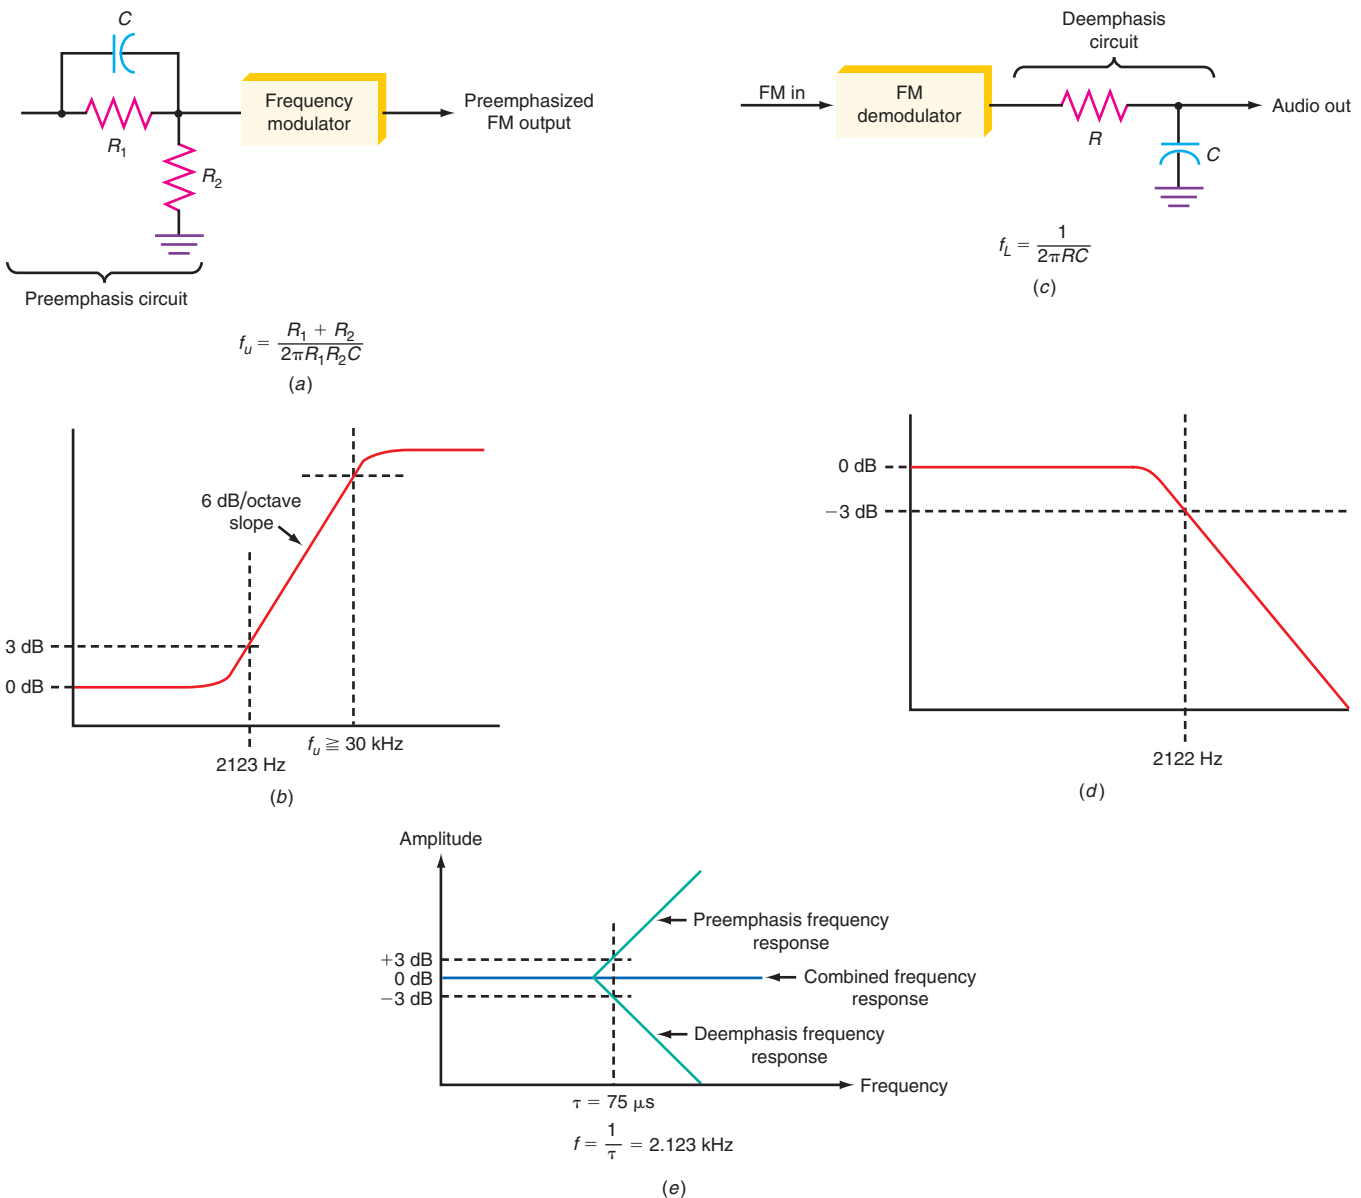 C
R₁
R₂
Frequency
modulator
Preemphasized
FM output
Preemphasis circuit
f_u = (R₁ + R₂) / (2πR₁R₂C)
(a)
Deemphasis
circuit
FM in
FM
demodulator
R
C
Audio out
f_L = 1 / (2πRC)
(c)
6 dB/octave
slope
3 dB
0 dB
f_u ≧ 30 kHz
2123 Hz
(b)
0 dB
−3 dB
2122 Hz
(d)
Amplitude
Preemphasis frequency
response
+3 dB
0 dB
−3 dB
Combined frequency
response
Deemphasis frequency
response
Frequency
τ = 75 μs
f = 1/τ = 2.123 kHz
(e)